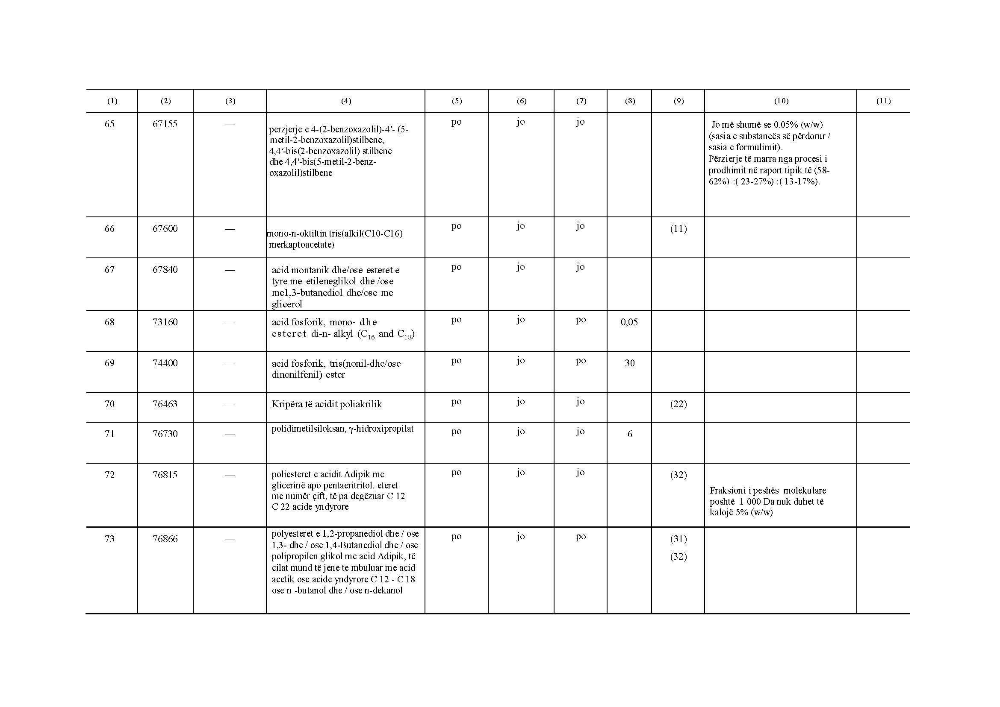 (1) (2) (3) (4) (5) (6) (7) (8) (9) (10) (11)
65 67155 — perzjerje e 4-(2-benzoxazolil)-4′- (5- po jo jo Jo më shumë se 0.05% (w/w)
metil-2-benzoxazolil)stilbene, (sasia e substancës së përdorur /
4,4′-bis(2-benzoxazolil) stilbene sasia e formulimit).
dhe 4,4′-bis(5-metil-2-benz- Përzierje të marra nga procesi i
oxazolil)stilbene prodhimit në raport tipik të (58-
62%) :( 23-27%) :( 13-17%).
66 67600 — mono-n-oktiltin tris(alkil(C10-C16) po jo jo (11)
merkaptoacetate)
67 67840 — acid montanik dhe/ose esteret e po jo jo
tyre me etileneglikol dhe /ose
me1,3-butanediol dhe/ose me
glicerol
68 73160 — acid fosforik, mono- dhe po jo po 0,05
esteret di-n- alkyl (C16 and C18)
69 74400 — acid fosforik, tris(nonil-dhe/ose po jo po 30
dinonilfenil) ester
70 76463 — Kripëra të acidit poliakrilik po jo jo (22)
71 76730 — polidimetilsiloksan, γ-hidroxipropilat po jo jo 6
72 76815 — poliesteret e acidit Adipik me po jo jo (32)
glicerinë apo pentaeritritol, eteret Fraksioni i peshës molekulare
me numër çift, të pa degëzuar C 12 poshtë 1 000 Da nuk duhet të
C 22 acide yndyrore kalojë 5% (w/w)
73 76866 — polyesteret e 1,2-propanediol dhe / ose po jo po (31)
1,3- dhe / ose 1,4-Butanediol dhe / ose
polipropilen glikol me acid Adipik, të (32)
cilat mund të jene te mbuluar me acid
acetik ose acide yndyrore C 12 - C 18
ose n -butanol dhe / ose n-dekanol